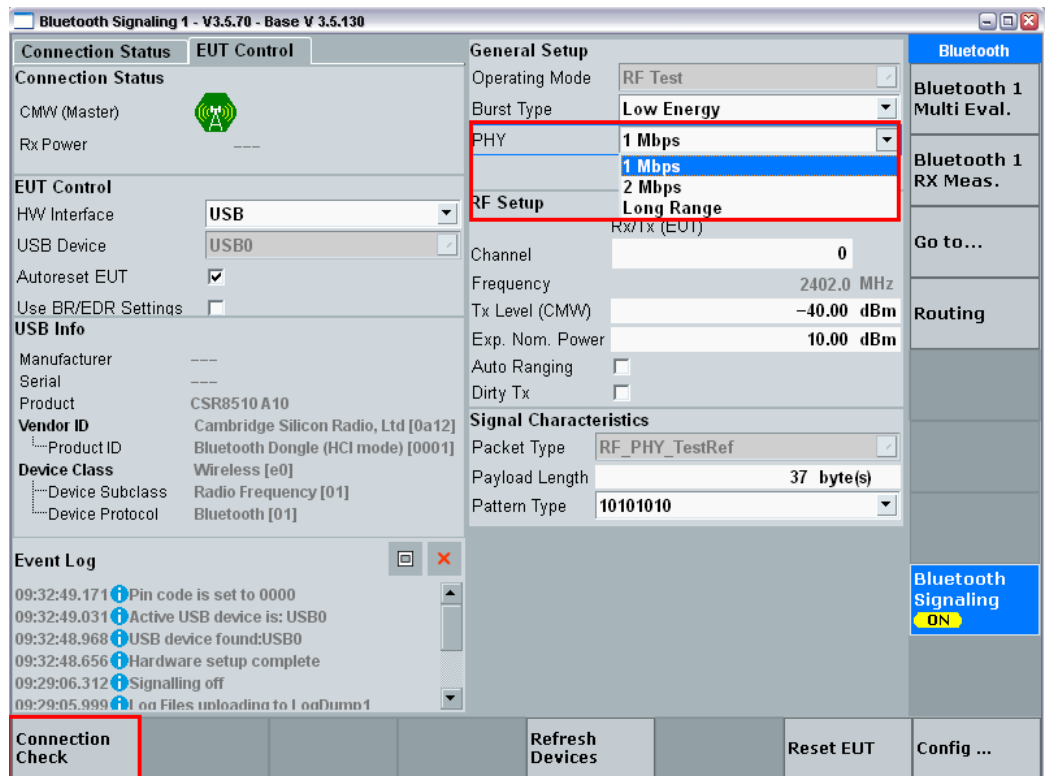 Bluetooth Signaling 1 - V3.5.70 - Base V 3.5.130
Connection Status EUT Control
Connection Status
CMW (Master)
Rx Power ---
EUT Control
HW Interface USB
USB Device USB0
Autoreset EUT
Use BR/EDR Settings
USB Info
Manufacturer ---
Serial ---
Product CSR8510 A10
Vendor ID Cambridge Silicon Radio, Ltd [0a12]
Product ID Bluetooth Dongle (HCI mode) [0001]
Device Class Wireless [e0]
Device Subclass Radio Frequency [01]
Device Protocol Bluetooth [01]
Event Log
09:32:49.171 Pin code is set to 0000
09:32:49.031 Active USB device is: USB0
09:32:48.968 USB device found:USB0
09:32:48.656 Hardware setup complete
09:29:06.312 Signalling off
09:29:05.999 Log Files uploading to LogDump1
General Setup
Operating Mode RF Test
Burst Type Low Energy
PHY 1 Mbps
1 Mbps
2 Mbps
Long Range
RF Setup
Rx/Tx (EUT)
Channel 0
Frequency 2402.0 MHz
Tx Level (CMW) -40.00 dBm
Exp. Nom. Power 10.00 dBm
Auto Ranging
Dirty Tx
Signal Characteristics
Packet Type RF_PHY_TestRef
Payload Length 37 byte(s)
Pattern Type 10101010
Bluetooth
Bluetooth 1
Multi Eval.
Bluetooth 1
RX Meas.
Go to...
Routing
Bluetooth
Signaling
ON
Connection
Check
Refresh
Devices
Reset EUT
Config ...